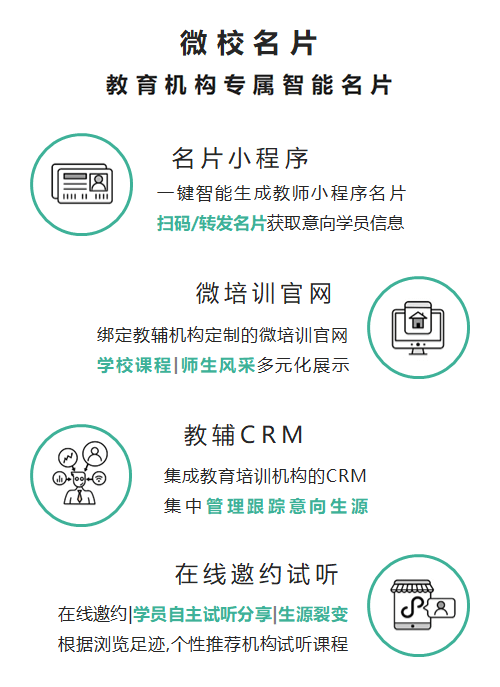 微校名片
教育机构专属智能名片
名片小程序
一键智能生成教师小程序名片
扫码/转发名片获取意向学员信息
微培训官网
绑定教辅机构定制的微培训官网
学校课程|师生风采多元化展示
教辅CRM
集成教育培训机构的CRM
集中管理跟踪意向生源
在线邀约试听
在线邀约|学员自主试听分享|生源裂变
根据浏览足迹,个性推荐机构试听课程